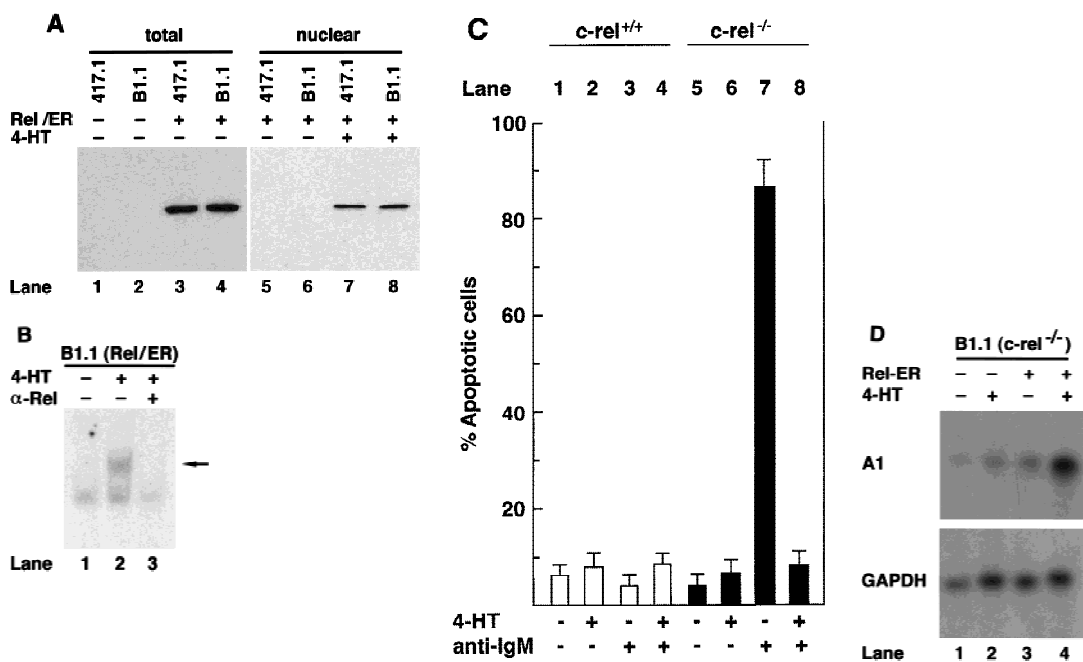 A
total nuclear
417.1 B1.1 417.1 B1.1 417.1 B1.1 417.1 B1.1
Rel/ER − − + + + + + +
4-HT − − − − − − + +
Lane 1 2 3 4 5 6 7 8
B
B1.1 (Rel/ER)
4-HT − + +
α-Rel − − +
Lane 1 2 3
C
c-rel+/+ c-rel-/-
Lane 1 2 3 4 5 6 7 8
% Apoptotic cells
100
80
60
40
20
4-HT - + - + - + - +
anti-IgM - - + + - - + +
D
B1.1 (c-rel-/-)
Rel-ER − − + +
4-HT − + − +
A1
GAPDH
Lane 1 2 3 4